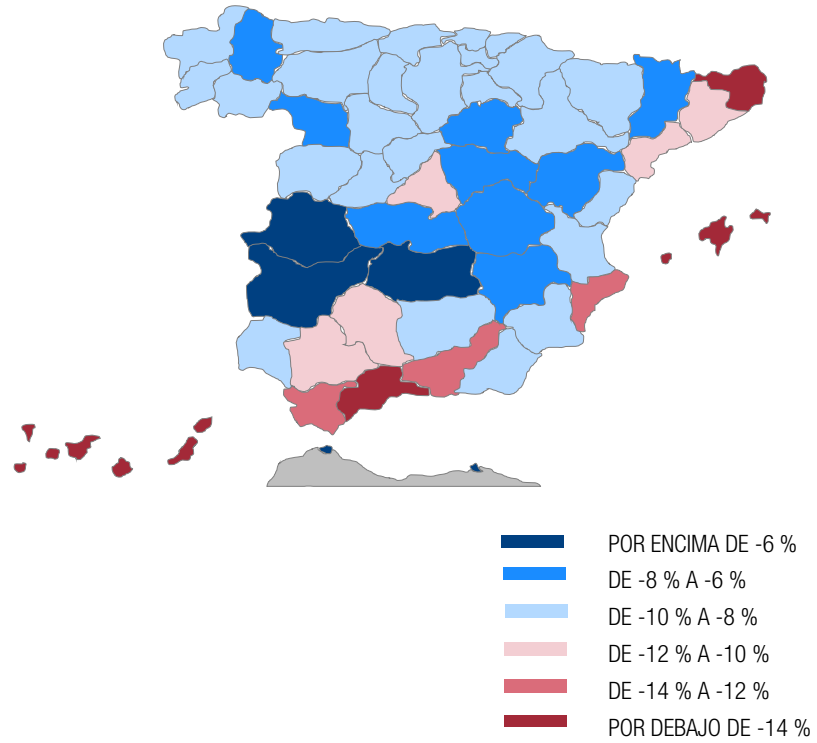 POR ENCIMA DE -6 %
DE -8 % A -6 %
DE -10 % A -8 %
DE -12 % A -10 %
DE -14 % A -12 %
POR DEBAJO DE -14 %